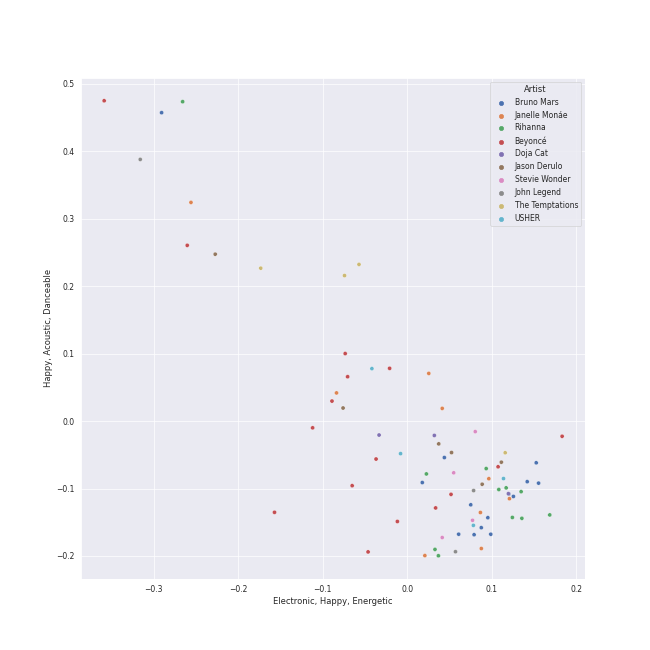 0.5
0.4
0.3
0.2
0.1
0.0
−0.1
−0.2
Happy, Acoustic, Danceable
Artist
Bruno Mars
Janelle Monáe
Rihanna
Beyoncé
Doja Cat
Jason Derulo
Stevie Wonder
John Legend
The Temptations
USHER
−0.3
−0.2
−0.1
0.0
0.1
0.2
Electronic, Happy, Energetic